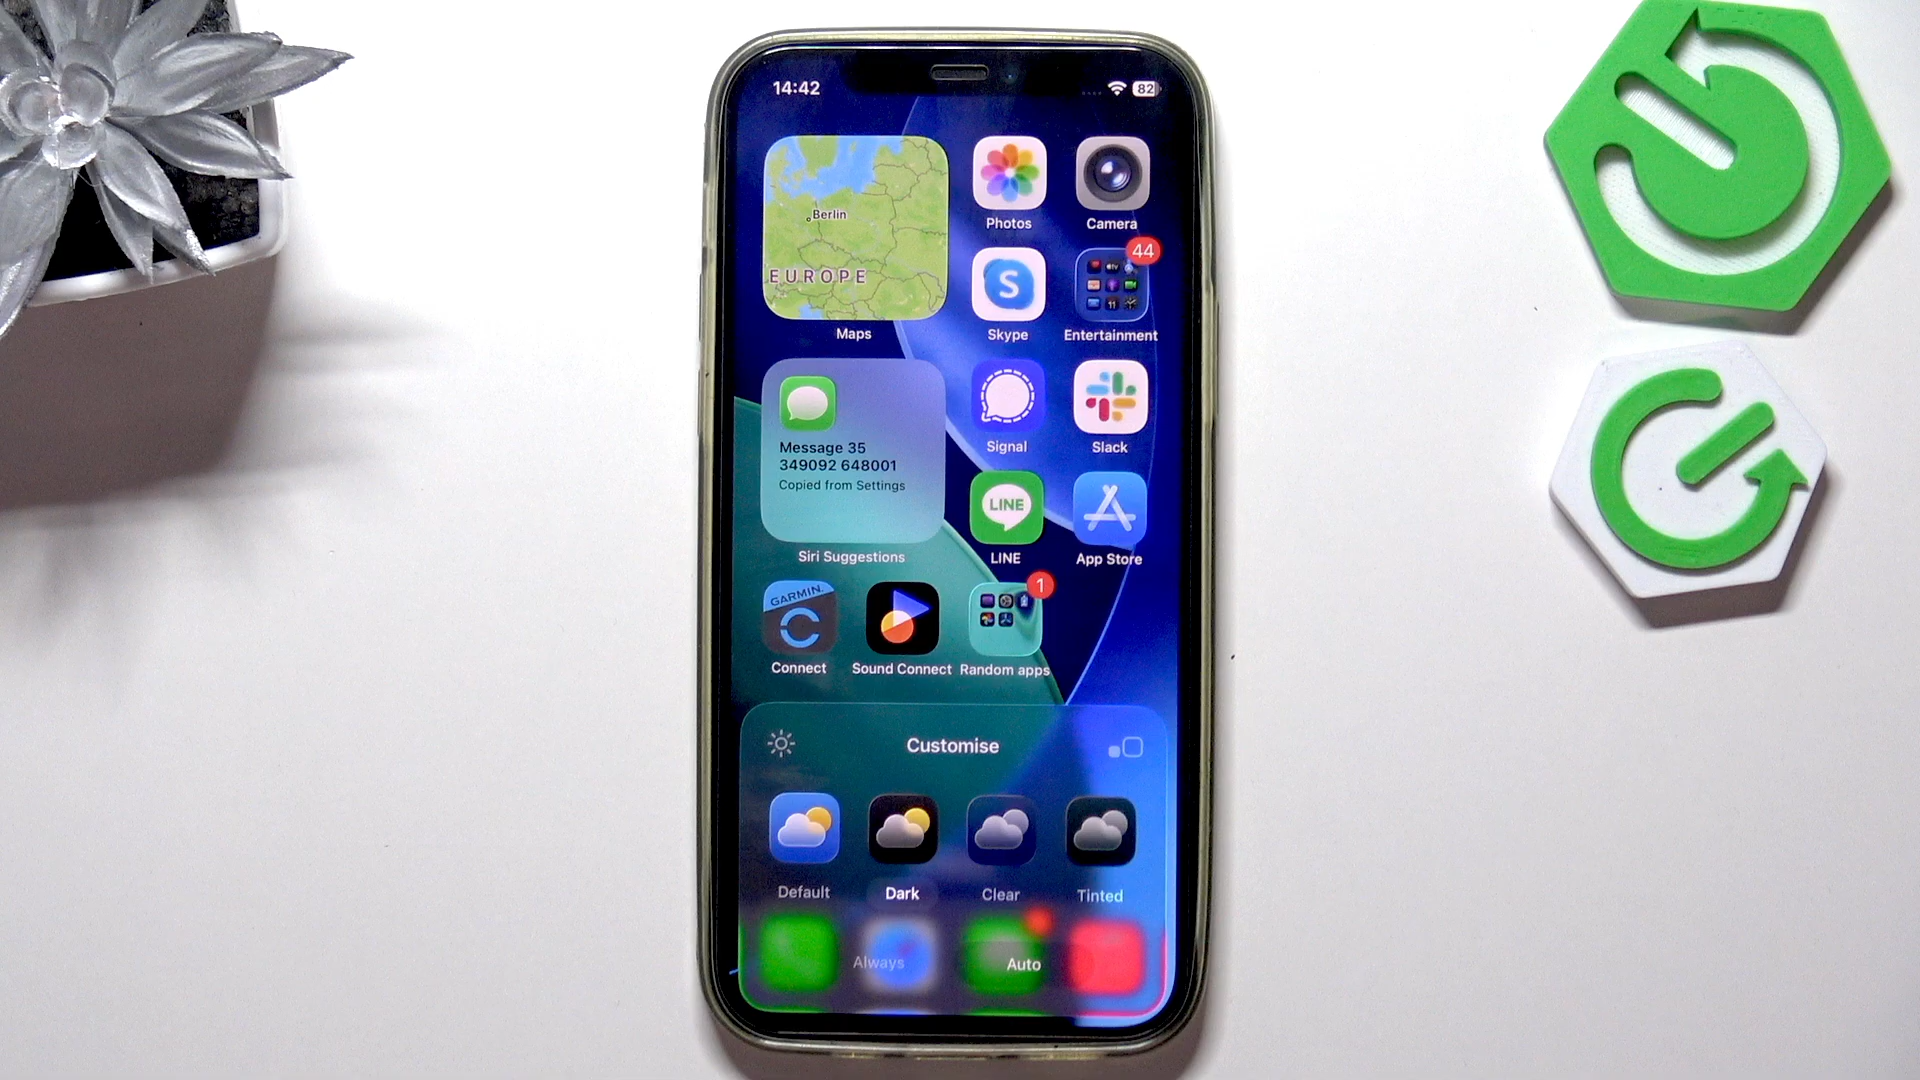 14:42
82
Berlin
EUROPE
Maps
Photos
Camera
S
Skype
44
Entertainment
Message 35
349092 648001
Copied from Settings
Siri Suggestions
Signal
Slack
LINE
LINE
App Store
GARMIN
Connect
Sound Connect
1
Random apps
Customise
Default
Dark
Clear
Tinted
Always
Auto